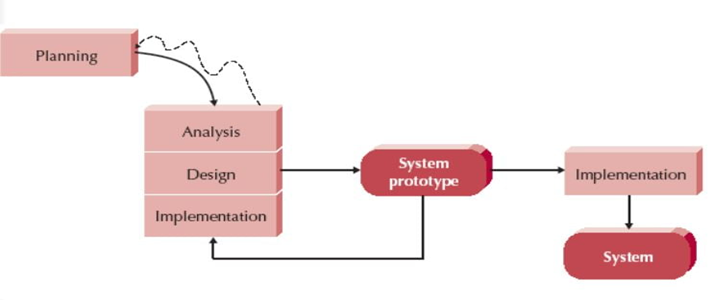 Planning
Analysis
Design
Implementation
System
prototype
Implementation
System